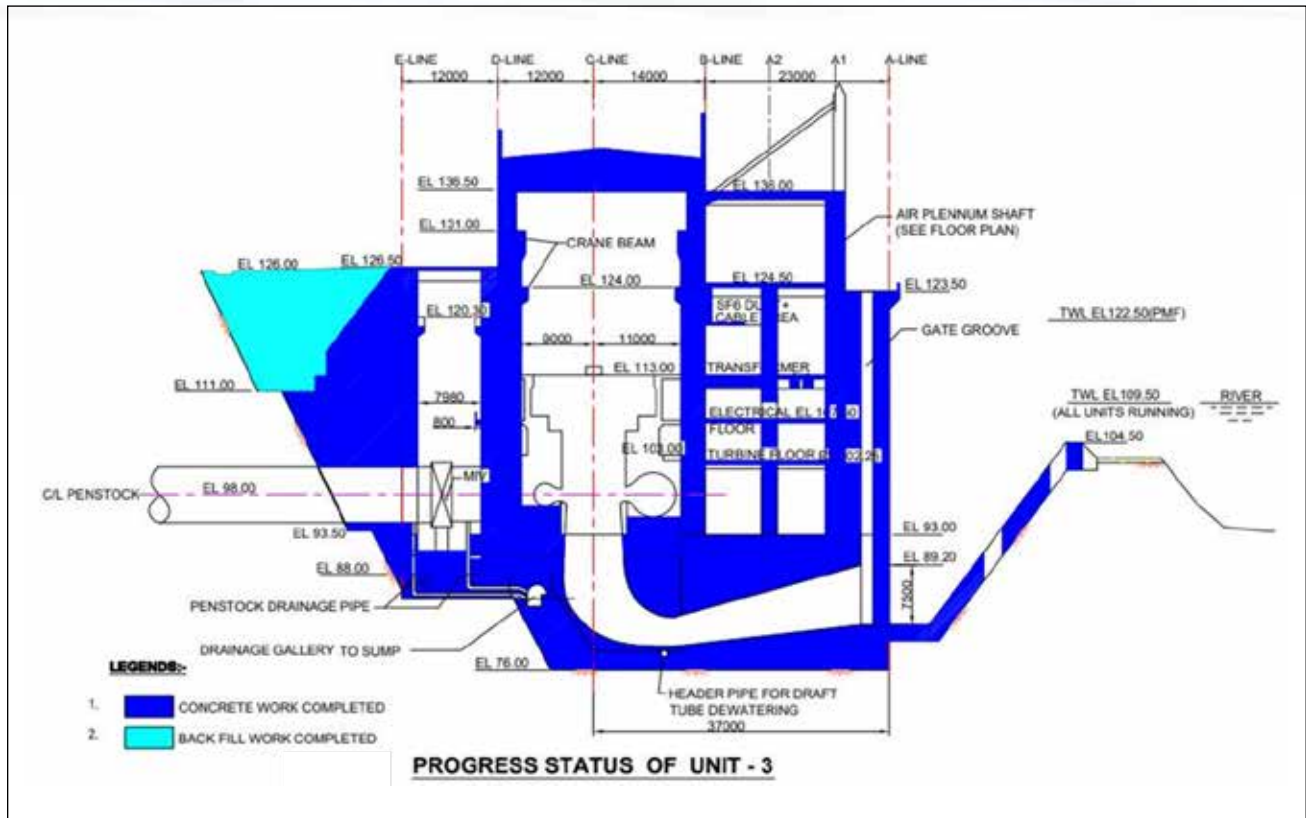 E-LINE
D-LINE
C-LINE
B-LINE
A2
A1
A-LINE
12000
12000
14000
23000
EL 136.50
EL 136.00
EL 131.00
AIR PLENNUM SHAFT
(SEE FLOOR PLAN)
CRANE BEAM
EL 126.00
EL 126.50
EL 124.00
EL 124.50
EL 123.50
SF6
CABLE
EL 120.30
TWL EL122.50(PMF)
GATE GROOVE
9000
11000
EL 113.00
TRANSFORMER
EL 111.00
7980
800
TWL EL109.50
(ALL UNITS RUNNING)
RIVER
ELECTRICAL EL
FLOOR
EL104.50
EL 103.00
TURBINE FLOOR
MIV
C/L PENSTOCK
EL 98.00
EL 93.50
EL 93.00
EL 89.20
EL 88.00
7500
PENSTOCK DRAINAGE PIPE
DRAINAGE GALLERY TO SUMP
EL 76.00
HEADER PIPE FOR DRAFT
TUBE DEWATERING
37000
LEGENDS:-
1. CONCRETE WORK COMPLETED
2. BACK FILL WORK COMPLETED
PROGRESS STATUS OF UNIT - 3